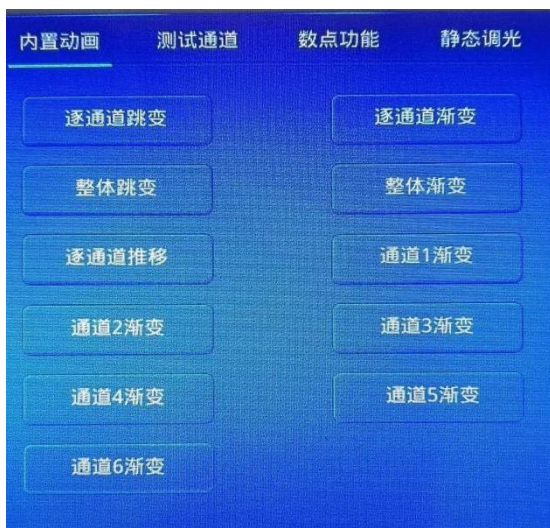 内置动画 测试通道 数点功能 静态调光
逐通道跳变 逐通道渐变
整体跳变 整体渐变
逐通道推移 通道1渐变
通道2渐变 通道3渐变
通道4渐变 通道5渐变
通道6渐变